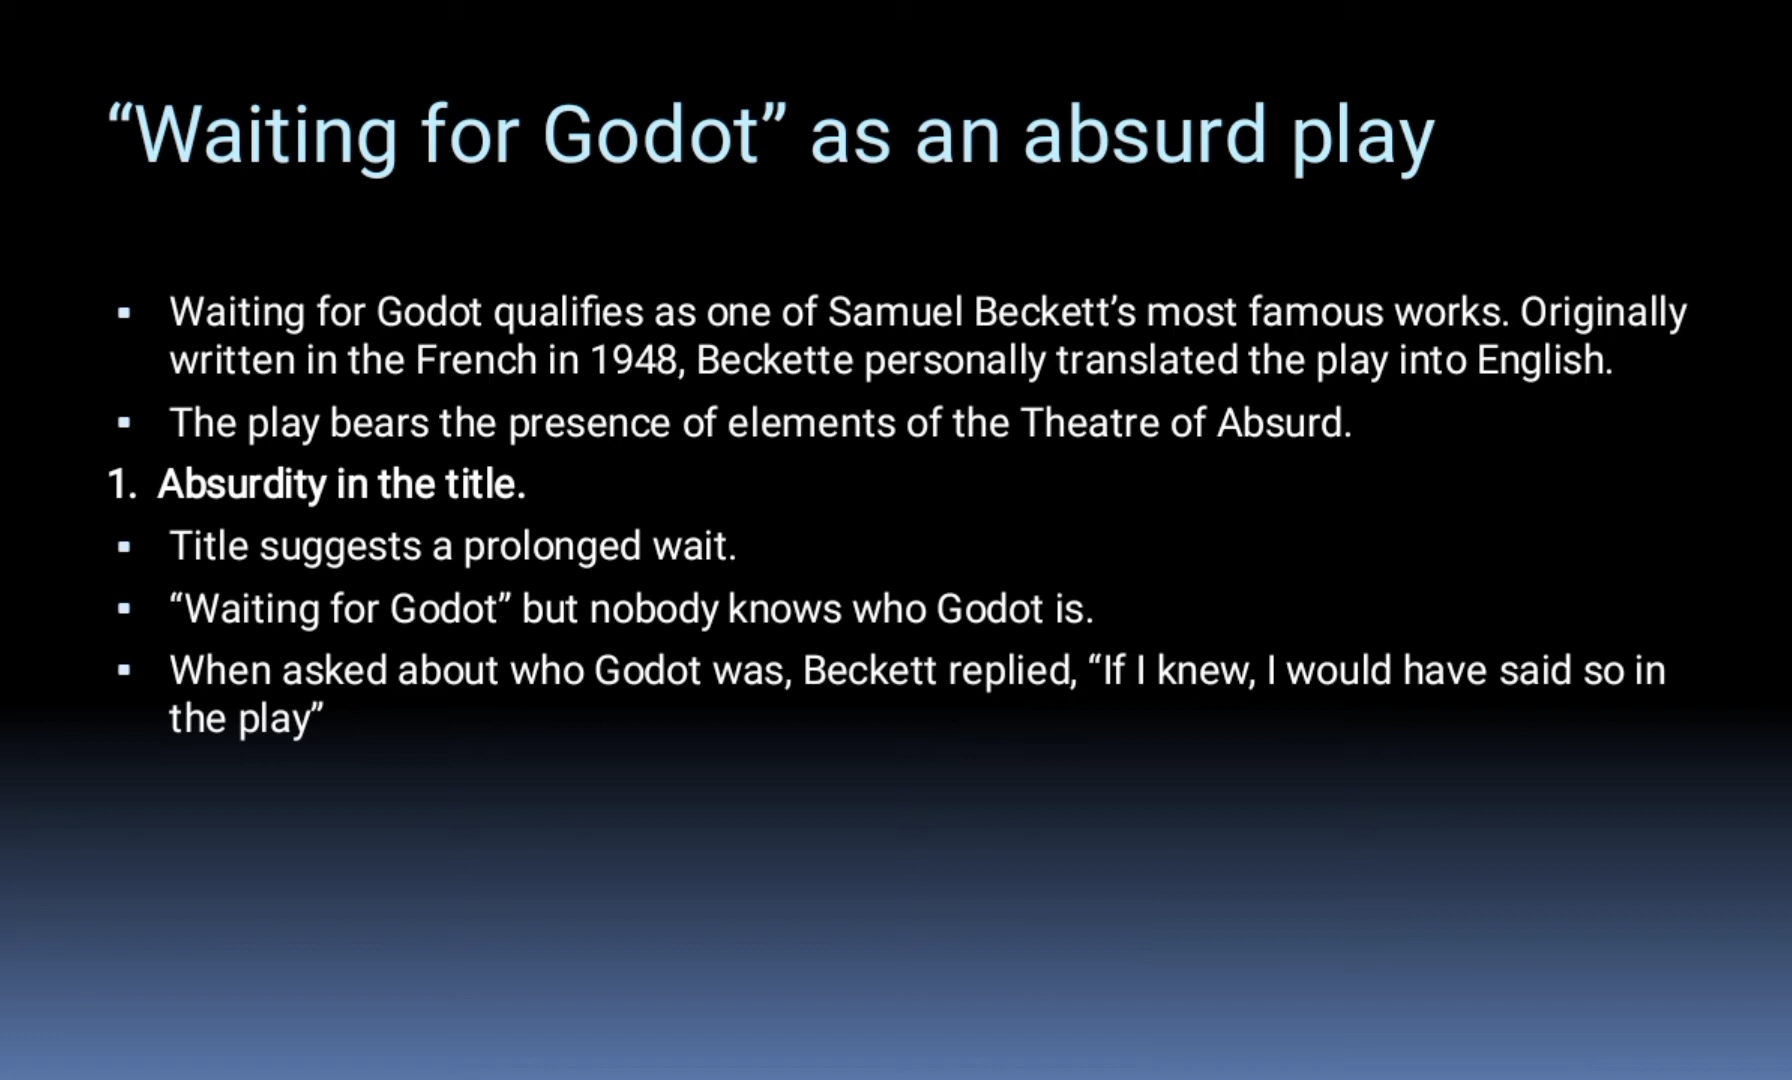 “Waiting for Godot” as an absurd play
▪ Waiting for Godot qualifies as one of Samuel Beckett’s most famous works. Originally
written in the French in 1948, Beckette personally translated the play into English.
▪ The play bears the presence of elements of the Theatre of Absurd.
1. Absurdity in the title.
▪ Title suggests a prolonged wait.
▪ “Waiting for Godot” but nobody knows who Godot is.
▪ When asked about who Godot was, Beckett replied, “If I knew, I would have said so in
the play”